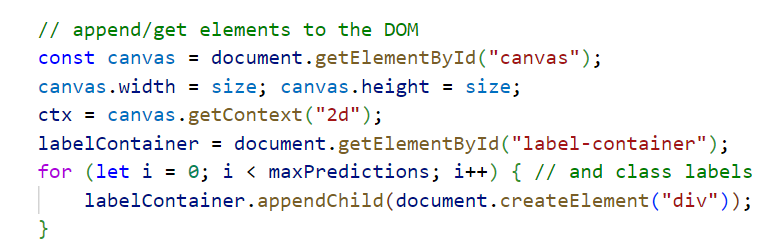 // append/get elements to the DOM
const canvas = document.getElementById("canvas");
canvas.width = size; canvas.height = size;
ctx = canvas.getContext("2d");
labelContainer = document.getElementById("label-container");
for (let i = 0; i < maxPredictions; i++) { // and class labels
    labelContainer.appendChild(document.createElement("div"));
}